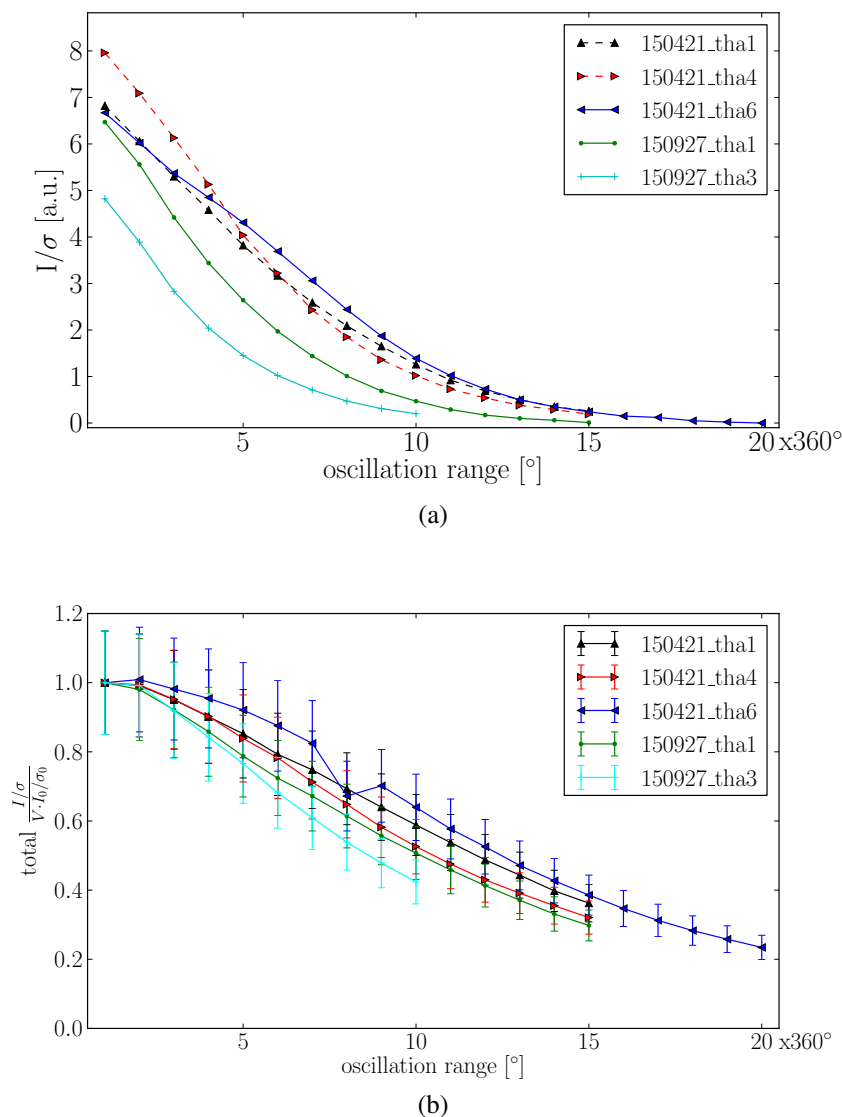 8
7
6
5
4
3
2
1
0
I/σ [a.u.]
150421_tha1
150421_tha4
150421_tha6
150927_tha1
150927_tha3
5 10 15 20 x360°
oscillation range [°]
(a)
1.2
1.0
0.8
0.6
0.4
0.2
0.0
total I/σ / V·I₀/σ₀
150421_tha1
150421_tha4
150421_tha6
150927_tha1
150927_tha3
5 10 15 20 x360°
oscillation range [°]
(b)